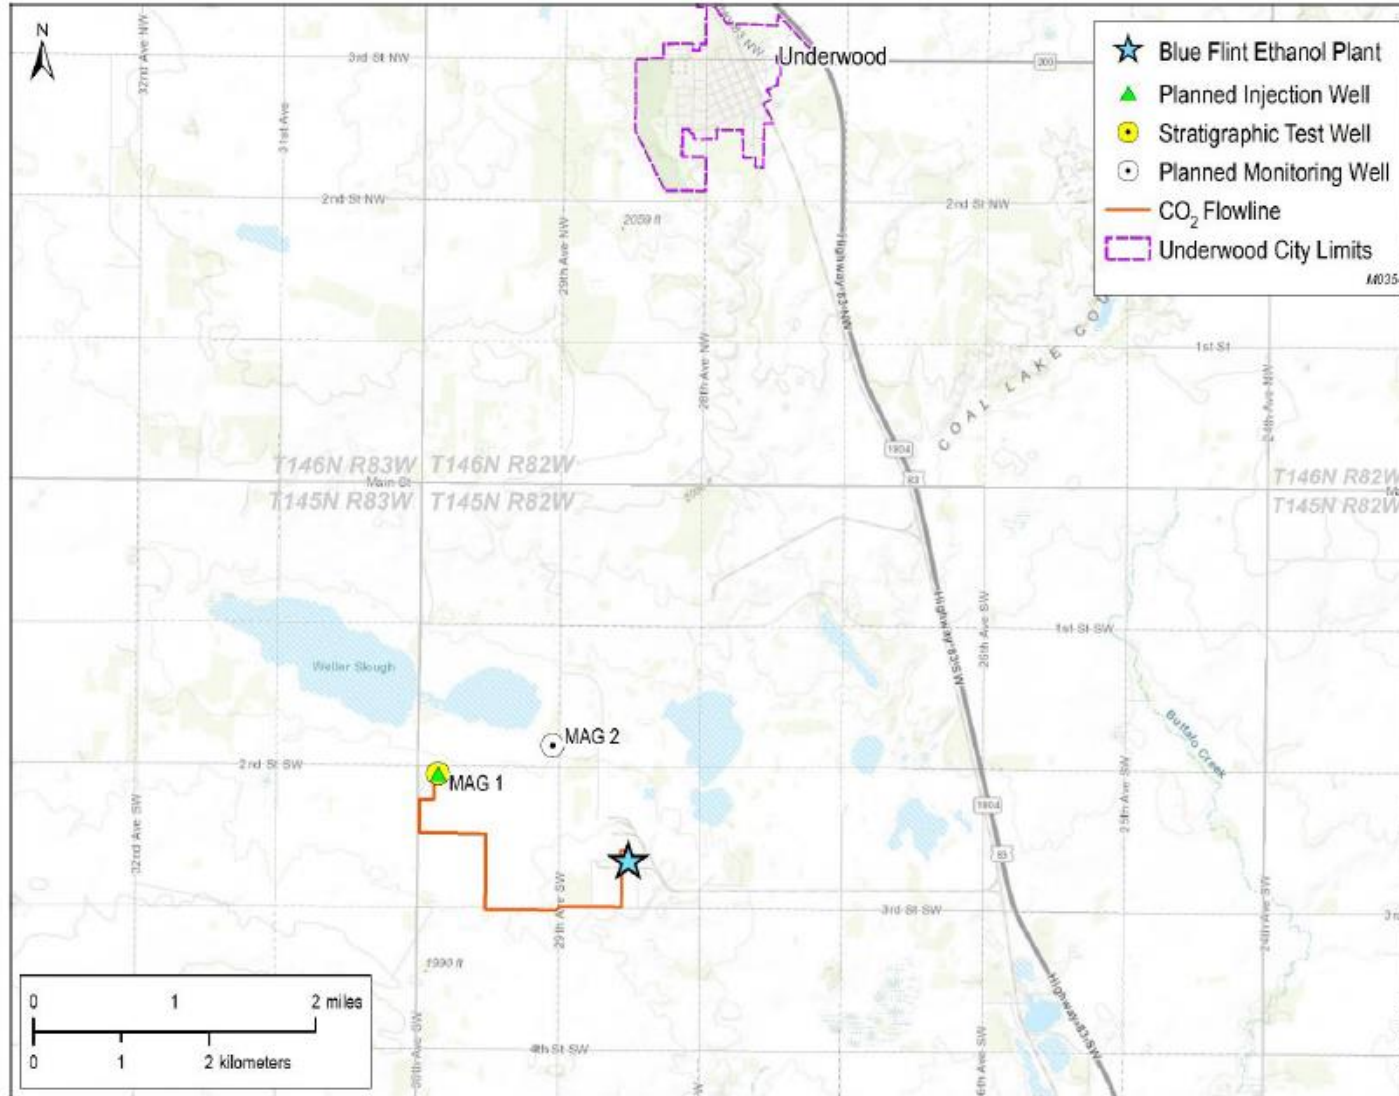 N
32nd Ave NW
31st Ave
3rd St NW
Underwood
200
Blue Flint Ethanol Plant
Planned Injection Well
Stratigraphic Test Well
Planned Monitoring Well
CO2 Flowline
Underwood City Limits
2nd St NW
2059 ft
29th Ave NW
28th Ave NW
Highway 83 NW
2nd St NW
1st St
24th Ave NW
COAL LAKE
1804
83
T146N R83W
T146N R82W
Main St
T145N R83W
T145N R82W
T146N R82W
T145N R82W
Weller Slough
Highway 83 SW
26th Ave SW
1st St SW
Buffalo Creek
MAG 2
2nd St SW
MAG 1
32nd Ave SW
1804
83
25th Ave SW
29th Ave SW
3rd St SW
24th Ave SW
1990 ft
Highway 83 SW
4th St SW
0 1 2 miles
0 1 2 kilometers